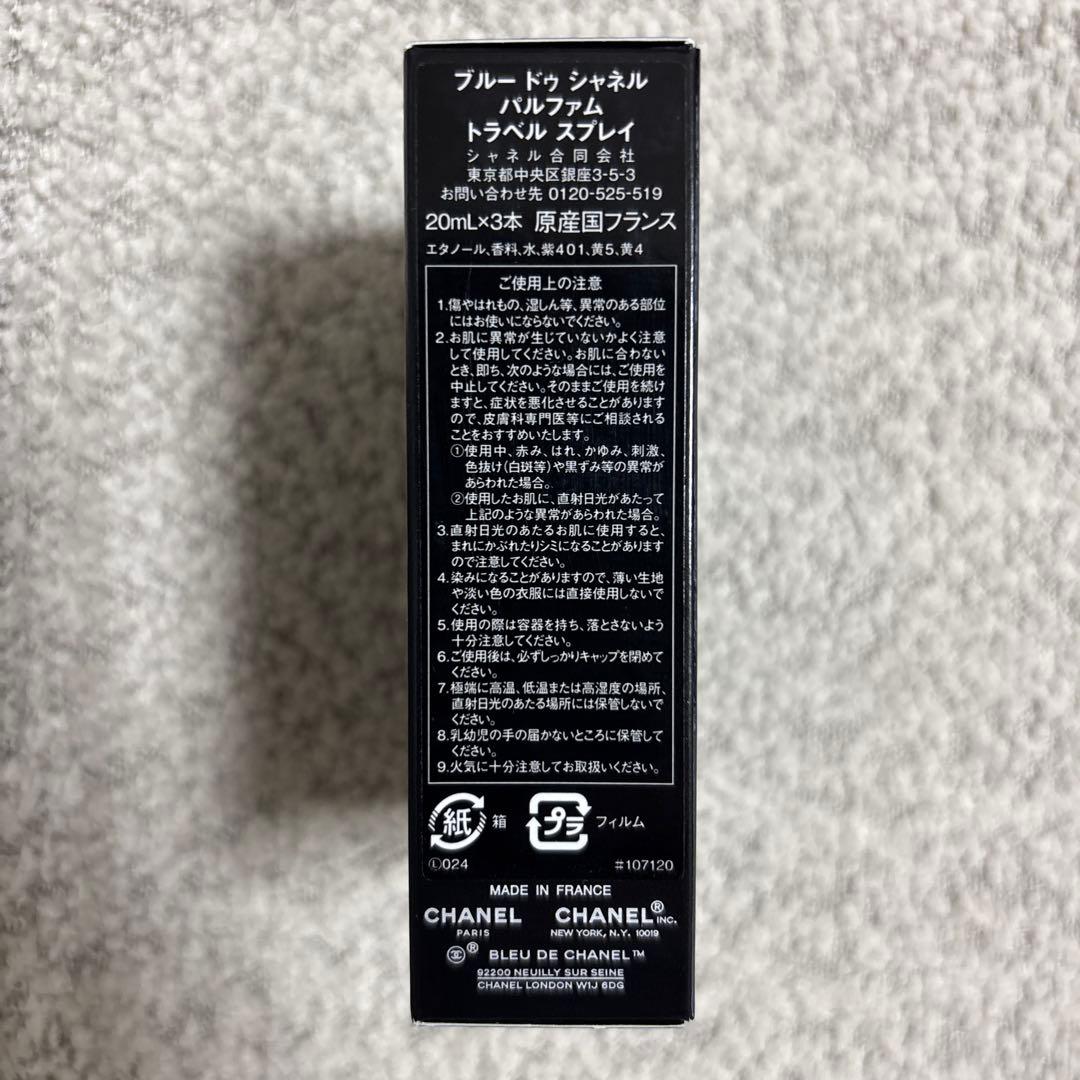 ブルー ドゥ シャネル
パルファム
トラベル スプレイ
シャネル合同会社
東京都中央区銀座3-5-3
お問い合わせ先 0120-525-519
20mL×3本 原産国フランス
エタノール、香料、水、紫401、黄5、黄4
ご使用上の注意
1.傷やはれもの、湿しん等、異常のある部位
にはお使いにならないでください。
2.お肌に異常が生じていないかよく注意
して使用してください。お肌に合わない
とき、即ち、次のような場合には、ご使用を
中止してください。そのままご使用を続け
ますと、症状を悪化させることがあります
ので、皮膚科専門医等にご相談される
ことをおすすめいたします。
①使用中、赤み、はれ、かゆみ、刺激、
色抜け(白斑等)や黒ずみ等の異常が
あらわれた場合。
②使用したお肌に、直射日光があたって
上記のような異常があらわれた場合。
3.直射日光のあたるお肌に使用すると、
まれにかぶれたりシミになることがあります
ので注意してください。
4.染みになることがありますので、薄い生地
や淡い色の衣服には直接使用しないで
ください。
5.使用の際は容器を持ち、落とさないよう
十分注意してください。
6.ご使用後は、必ずしっかりキャップを閉めて
ください。
7.極端に高温、低温または高湿度の場所、
直射日光のあたる場所には保管しないで
ください。
8.乳幼児の手の届かないところに保管して
ください。
9.火気に十分注意してお取扱いください。
紙 箱 プラ フィルム
Ⓛ024 #107120
MADE IN FRANCE
CHANEL CHANEL® INC.
PARIS NEW YORK, N.Y. 10019
® BLEU DE CHANEL™
92200 NEUILLY SUR SEINE
CHANEL LONDON W1J 6DG